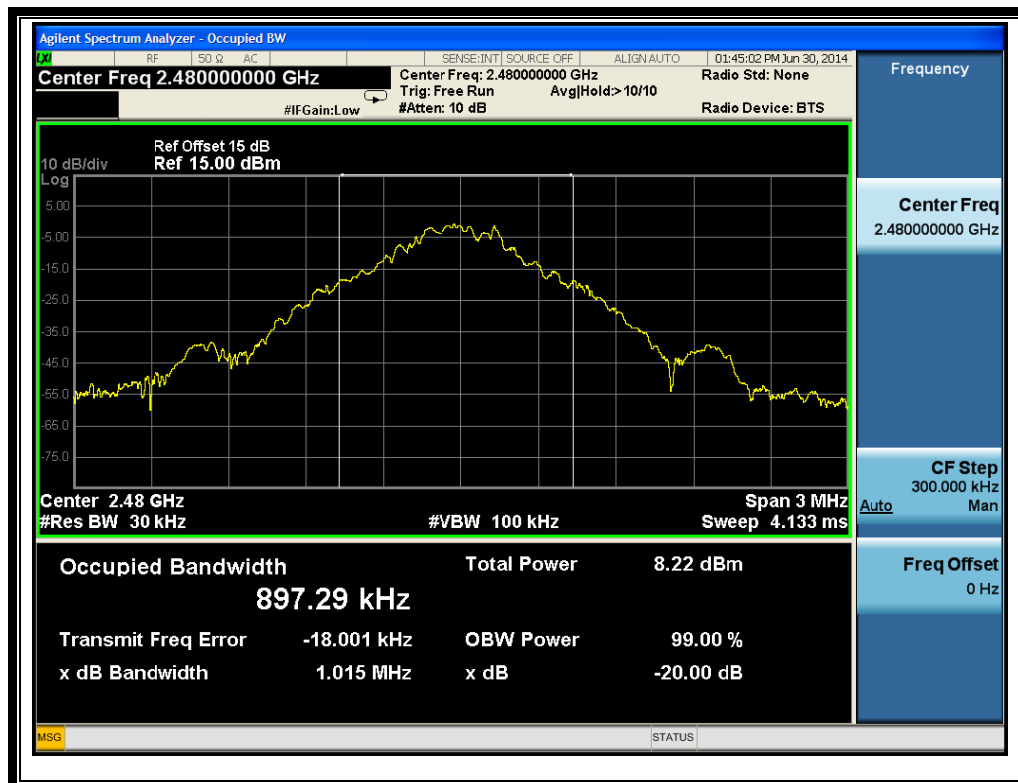 Agilent Spectrum Analyzer - Occupied BW
LXI RF 50 Ω AC SENSE:INT SOURCE OFF ALIGN AUTO 01:45:02 PM Jun 30, 2014
Center Freq 2.480000000 GHz
Center Freq: 2.480000000 GHz Radio Std: None
Trig: Free Run Avg|Hold:>10/10
#IFGain:Low #Atten: 10 dB Radio Device: BTS
Frequency
Ref Offset 15 dB
10 dB/div Ref 15.00 dBm
Log
5.00
-5.00
-15.0
-25.0
-35.0
-45.0
-55.0
-65.0
-75.0
Center 2.48 GHz Span 3 MHz
#Res BW 30 kHz #VBW 100 kHz Sweep 4.133 ms
Center Freq
2.480000000 GHz
CF Step
300.000 kHz
Auto Man
Freq Offset
0 Hz
Occupied Bandwidth Total Power 8.22 dBm
897.29 kHz
Transmit Freq Error -18.001 kHz OBW Power 99.00 %
x dB Bandwidth 1.015 MHz x dB -20.00 dB
MSG STATUS